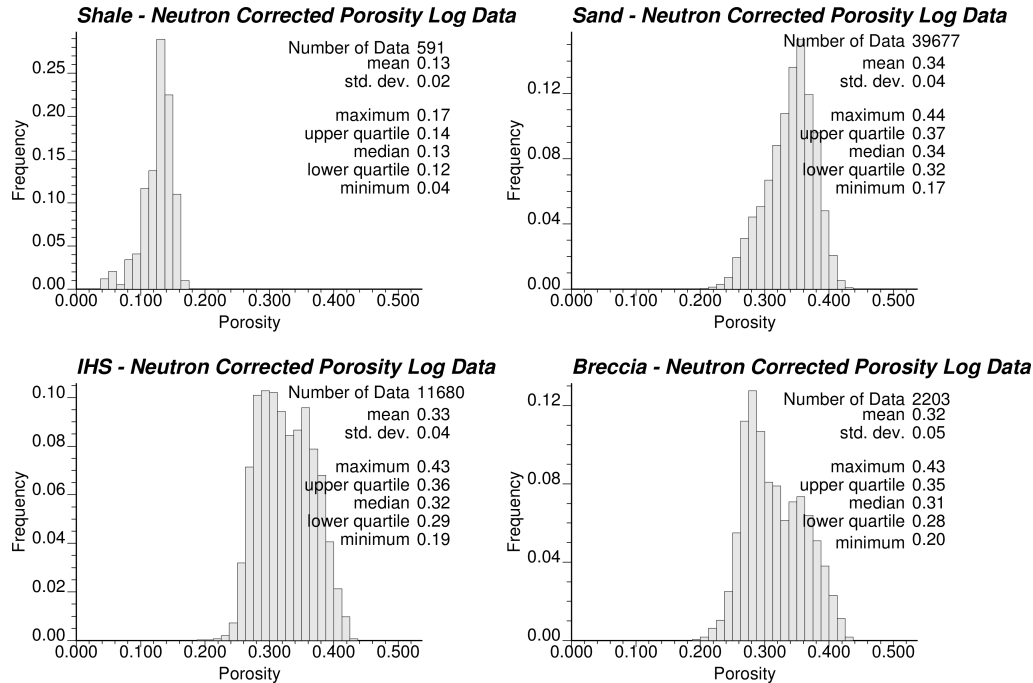 Shale - Neutron Corrected Porosity Log Data
Number of Data 591
mean 0.13
std. dev. 0.02
maximum 0.17
upper quartile 0.14
median 0.13
lower quartile 0.12
minimum 0.04
Frequency
0.25
0.20
0.15
0.10
0.05
0.00
0.000 0.100 0.200 0.300 0.400 0.500
Porosity
Sand - Neutron Corrected Porosity Log Data
Number of Data 39677
mean 0.34
std. dev. 0.04
maximum 0.44
upper quartile 0.37
median 0.34
lower quartile 0.32
minimum 0.17
Frequency
0.12
0.08
0.04
0.00
0.000 0.100 0.200 0.300 0.400 0.500
Porosity
IHS - Neutron Corrected Porosity Log Data
Number of Data 11680
mean 0.33
std. dev. 0.04
maximum 0.43
upper quartile 0.36
median 0.32
lower quartile 0.29
minimum 0.19
Frequency
0.10
0.08
0.06
0.04
0.02
0.00
0.000 0.100 0.200 0.300 0.400 0.500
Porosity
Breccia - Neutron Corrected Porosity Log Data
Number of Data 2203
mean 0.32
std. dev. 0.05
maximum 0.43
upper quartile 0.35
median 0.31
lower quartile 0.28
minimum 0.20
Frequency
0.12
0.08
0.04
0.00
0.000 0.100 0.200 0.300 0.400 0.500
Porosity